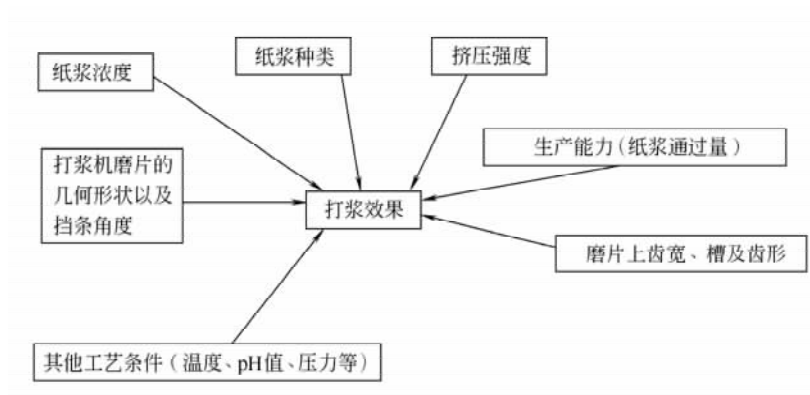 纸浆种类
挤压强度
纸浆浓度
生产能力(纸浆通过量)
打浆机磨片的
几何形状以及
挡条角度
打浆效果
磨片上齿宽、槽及齿形
其他工艺条件(温度、pH值、压力等)